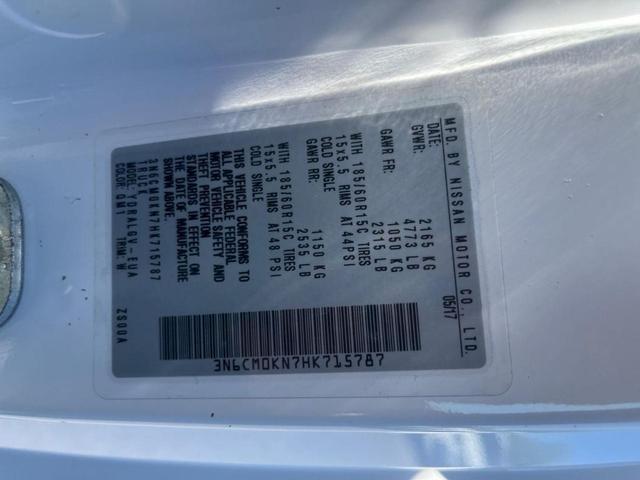 MFD. BY NISSAN MOTOR CO., LTD.
DATE: 05/17
GVWR: 2165 KG
4773 LB
GAWR FR: 1050 KG
2315 LB
WITH 185/60R15C TIRES
15x5.5 RIMS AT 44PSI
COLD SINGLE
GAWR RR: 1150 KG
2535 LB
WITH 185/60R15C TIRES
15x5.5 RIMS AT 48 PSI
COLD SINGLE
THIS VEHICLE CONFORMS TO
ALL APPLICABLE FEDERAL
MOTOR VEHICLE SAFETY AND
THEFT PREVENTION
STANDARDS IN EFFECT ON
THE DATE OF MANUFACTURE
SHOWN ABOVE.
3N6CM0KN7HK715787
TRUCK
MODEL: YGRALGV-EUA
COLOR: QM1 TRIM: W
ZS00A
3N6CM0KN7HK715787